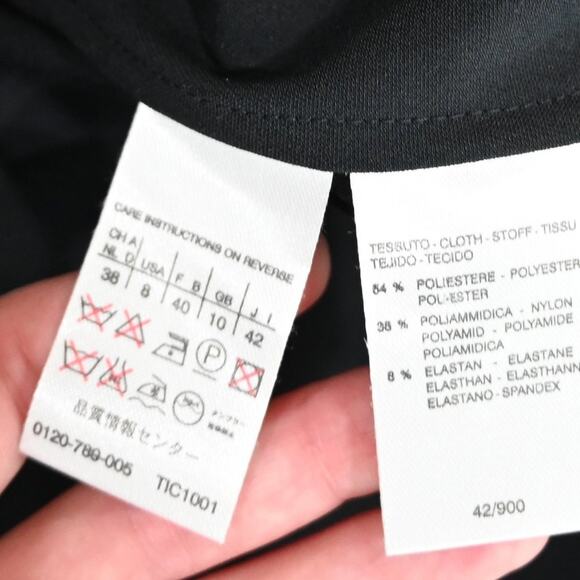 CARE INSTRUCTIONS ON REVERSE
CH A
NL D USA F B GB J I
38 8 40 10 42
P
品質情報センター
0120-789-005 TIC1001
TESSUTO - CLOTH - STOFF - TISSU
TEJIDO - TECIDO
54 % POLIESTERE - POLYESTER
POLIESTER
38 % POLIAMMIDICA - NYLON
POLYAMID - POLYAMIDE
POLIAMIDICA
8 % ELASTAN - ELASTANE
ELASTHAN - ELASTHANN
ELASTANO - SPANDEX
42/900